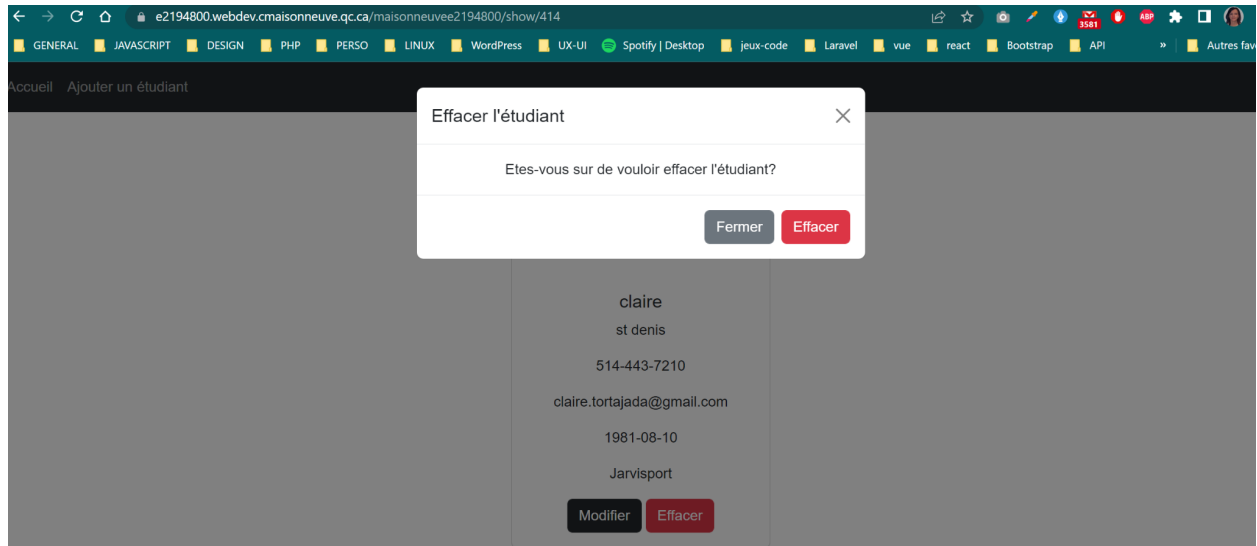 e2194800.webdev.cmaisonneuve.qc.ca/maisonneuvee2194800/show/414
3581
ABP
GENERAL JAVASCRIPT DESIGN PHP PERSO LINUX WordPress UX-UI Spotify | Desktop jeux-code Laravel vue react Bootstrap API » Autres favo
Accueil Ajouter un étudiant
Effacer l'étudiant
Etes-vous sur de vouloir effacer l'étudiant?
Fermer Effacer
claire
st denis
514-443-7210
claire.tortajada@gmail.com
1981-08-10
Jarvisport
Modifier Effacer